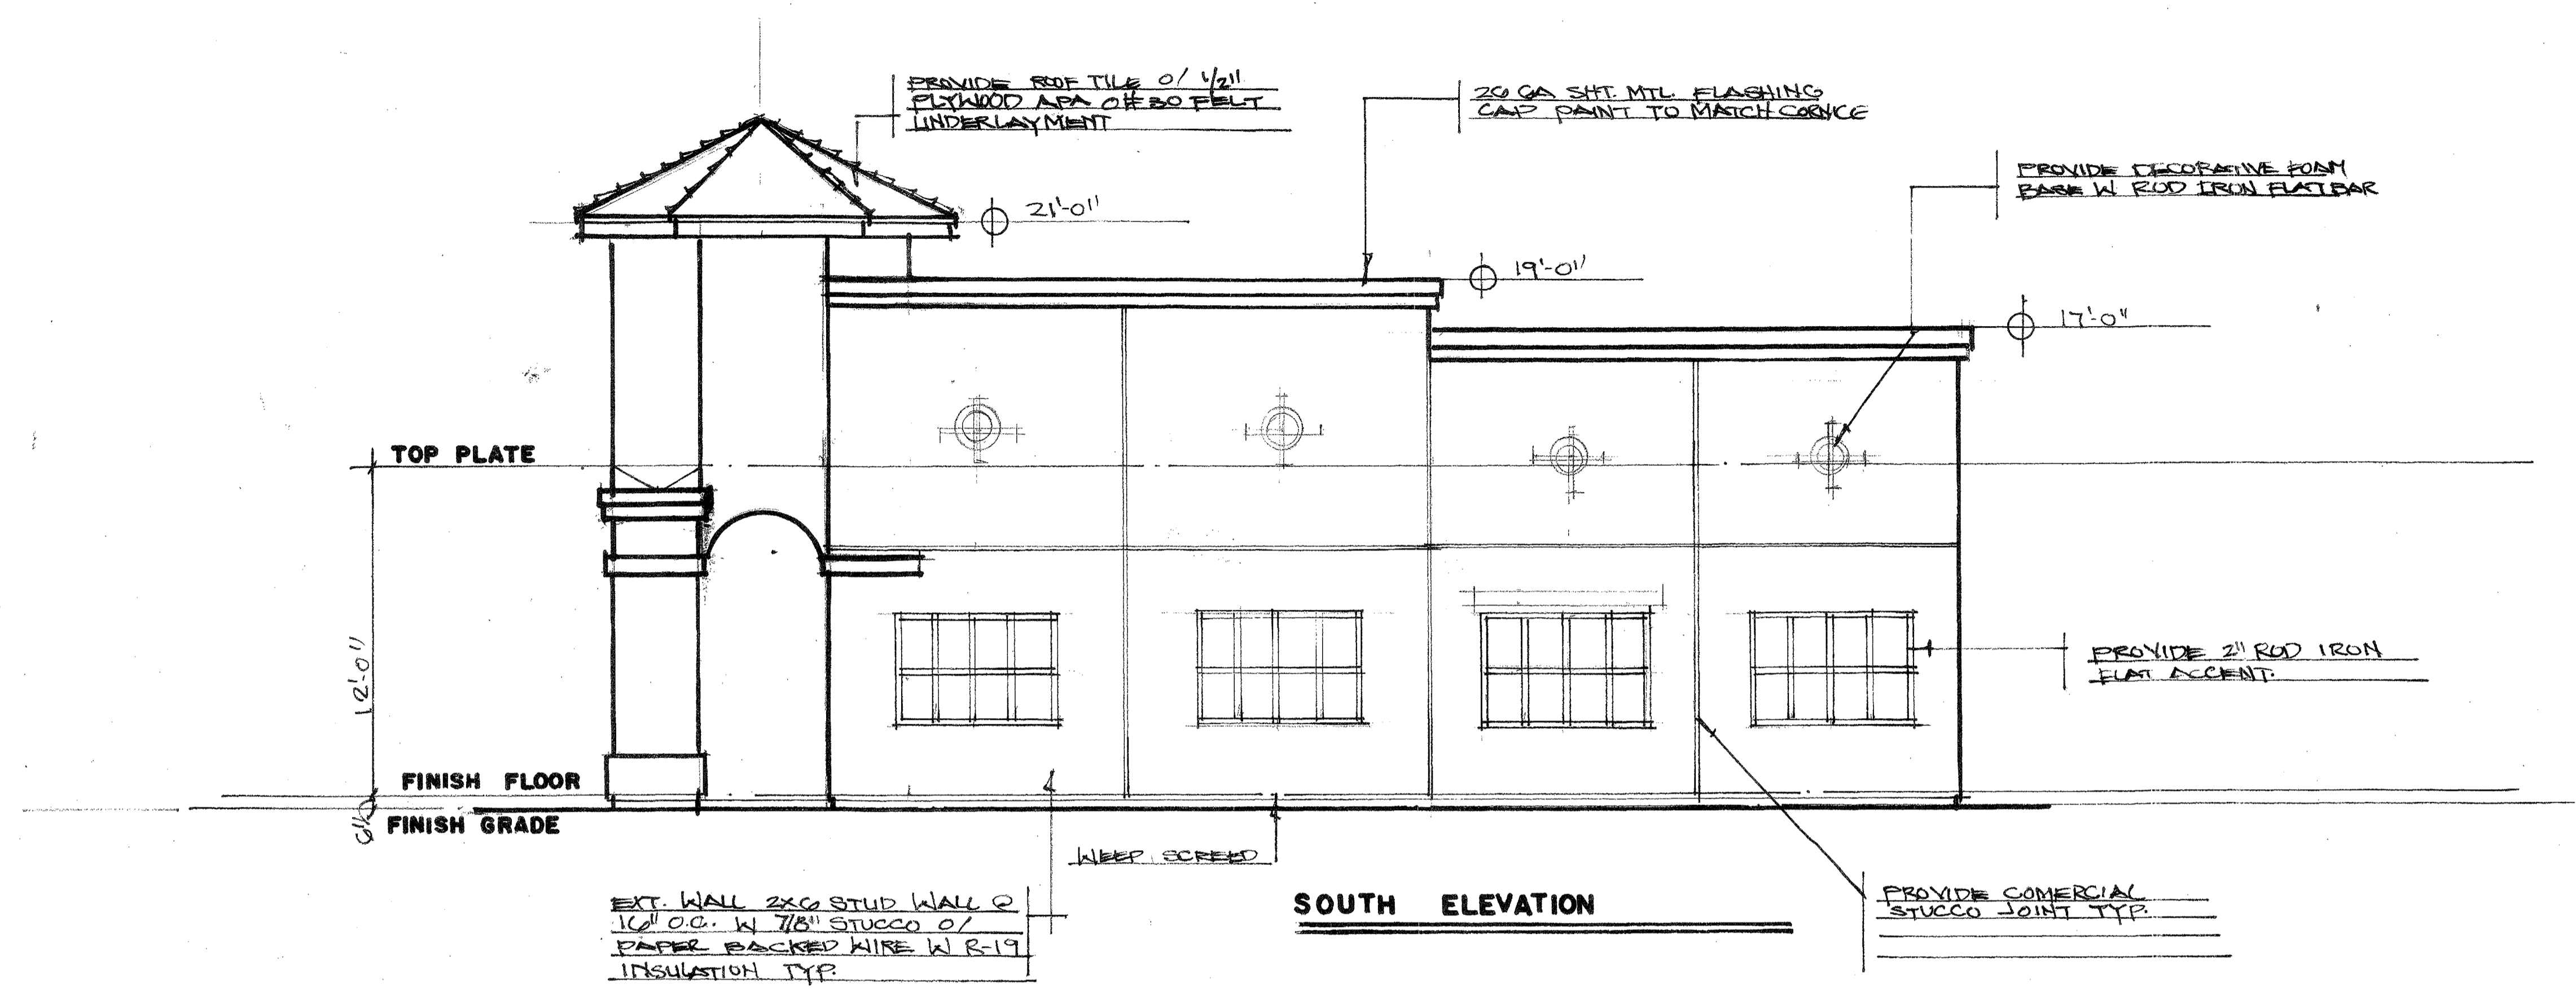 PROVIDE ROOF TILE O/ 1/2"
PLYWOOD APA O# 30 FELT
UNDERLAYMENT
26 GA SHT. MTL. FLASHING
CAP PAINT TO MATCH CORNICE
PROVIDE DECORATIVE FOAM
BASE W ROD IRON FLATBAR
21'-0"
19'-0"
17'-0"
TOP PLATE
12'-0"
PROVIDE 2" ROD IRON
FLAT ACCENT.
FINISH FLOOR
6"
FINISH GRADE
WEEP SCREED
EXT. WALL 2X6 STUD WALL @
16" O.C. W 7/8" STUCCO O/
PAPER BACKED WIRE W R-19
INSULATION TYP.
SOUTH ELEVATION
PROVIDE COMERCIAL
STUCCO JOINT TYP.